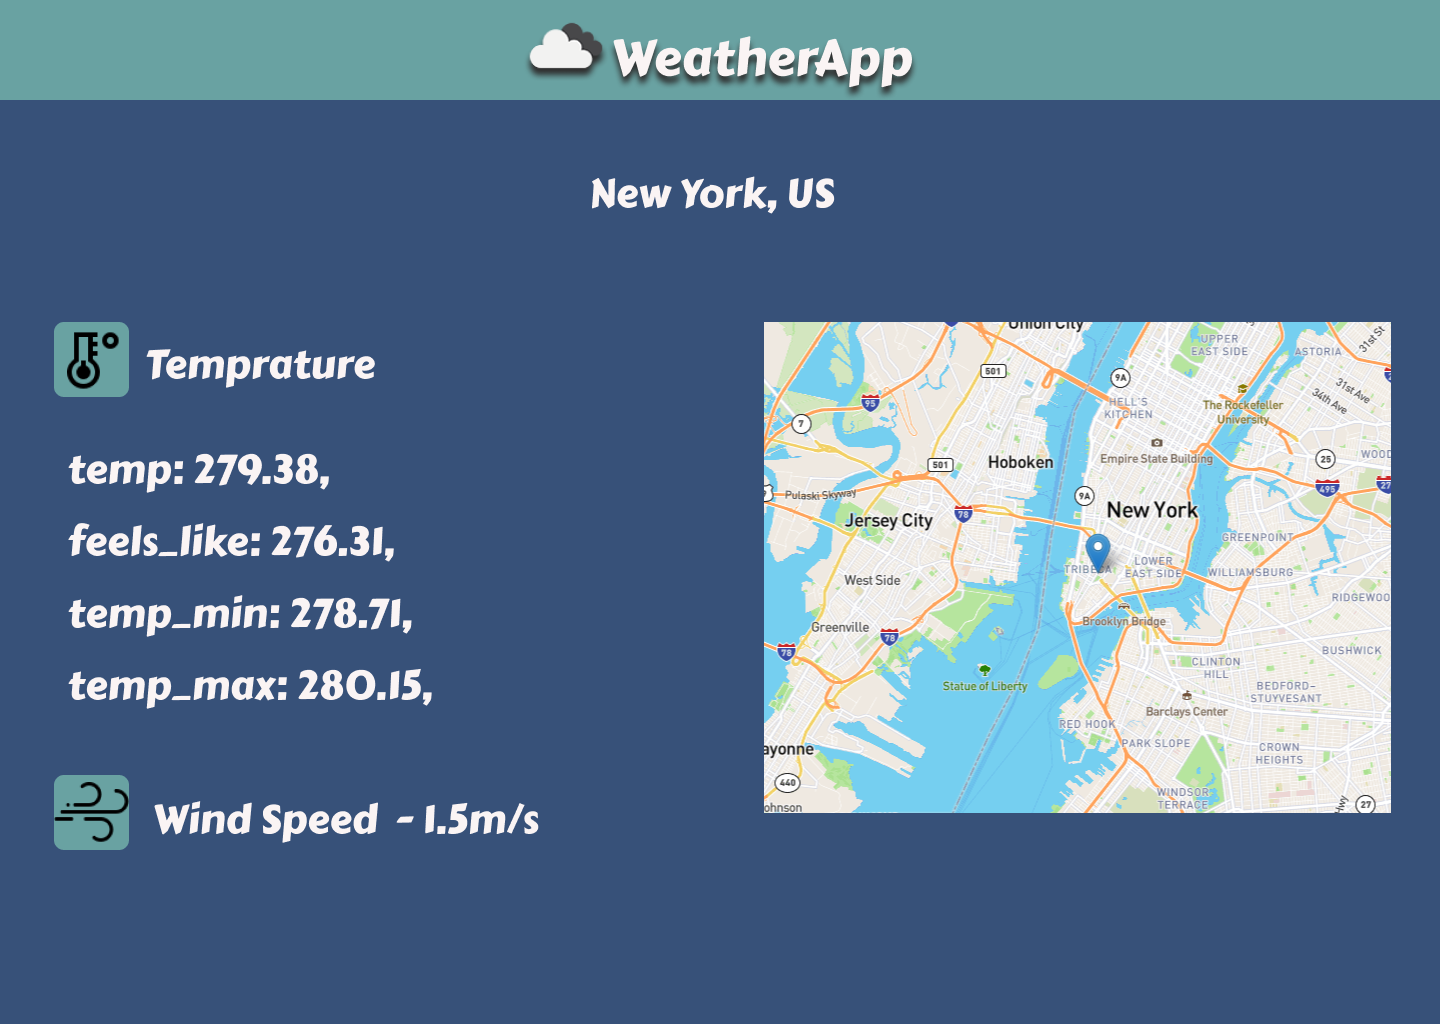 WeatherApp
New York, US
Temprature
temp: 279.38,
feels_like: 276.31,
temp_min: 278.71,
temp_max: 280.15,
Wind Speed - 1.5m/s
Union City
UPPER
EAST SIDE
ASTORIA
31st St
501
9A
95
HELL'S
KITCHEN
The Rockefeller
University
31st Ave
34th Ave
7
Hoboken
501
Empire State Building
25
WOOD
Pulaski Skyway
9A
495
27
9
Jersey City
78
New York
GREENPOINT
West Side
TRIBECA
LOWER
EAST SIDE
WILLIAMSBURG
RIDGEWOO
Greenville
78
Brooklyn Bridge
78
BUSHWICK
CLINTON
HILL
Statue of Liberty
BEDFORD–
STUYVESANT
Barclays Center
RED HOOK
ayonne
PARK SLOPE
CROWN
HEIGHTS
440
WINDSOR
TERRACE
ohnson
Hwy
27